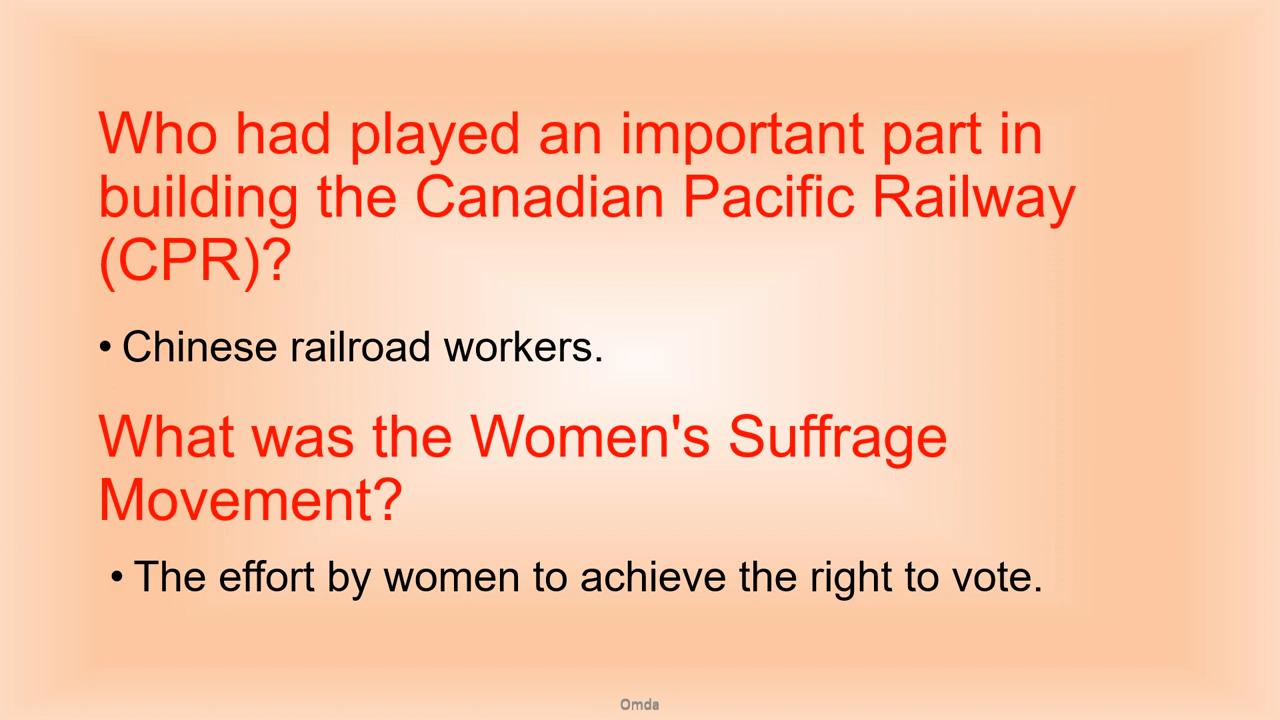 Who had played an important part in
building the Canadian Pacific Railway
(CPR)?
• Chinese railroad workers.
What was the Women's Suffrage
Movement?
• The effort by women to achieve the right to vote.
Omda